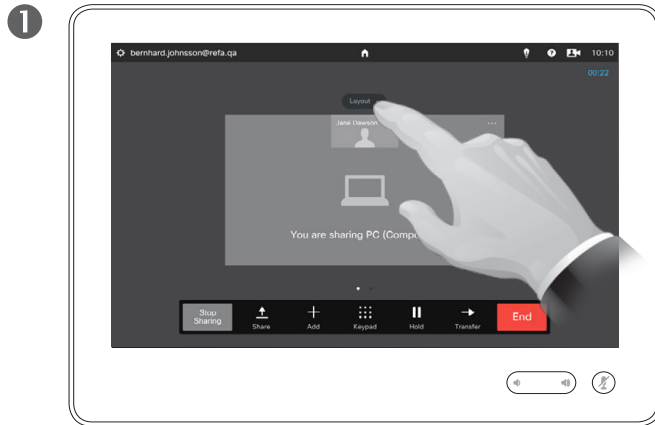 1
bernhard.johnsson@refa.qa
10:10
00:22
Layout
Jane Dawson
You are sharing PC
Stop
Sharing
Share
Add
Keypad
Hold
Transfer
End